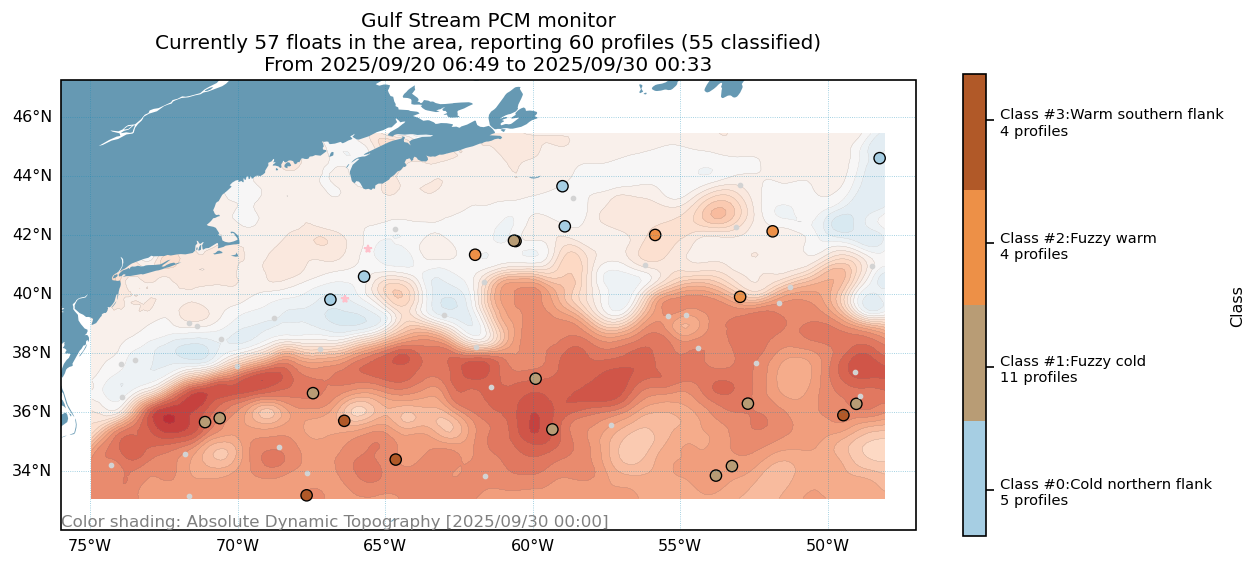 Gulf Stream PCM monitor
Currently 57 floats in the area, reporting 60 profiles (55 classified)
From 2025/09/20 06:49 to 2025/09/30 00:33
46°N
44°N
42°N
40°N
38°N
36°N
34°N
Color shading: Absolute Dynamic Topography [2025/09/30 00:00]
75°W
70°W
65°W
60°W
55°W
50°W
Class #3:Warm southern flank
4 profiles
Class #2:Fuzzy warm
4 profiles
Class #1:Fuzzy cold
11 profiles
Class #0:Cold northern flank
5 profiles
Class